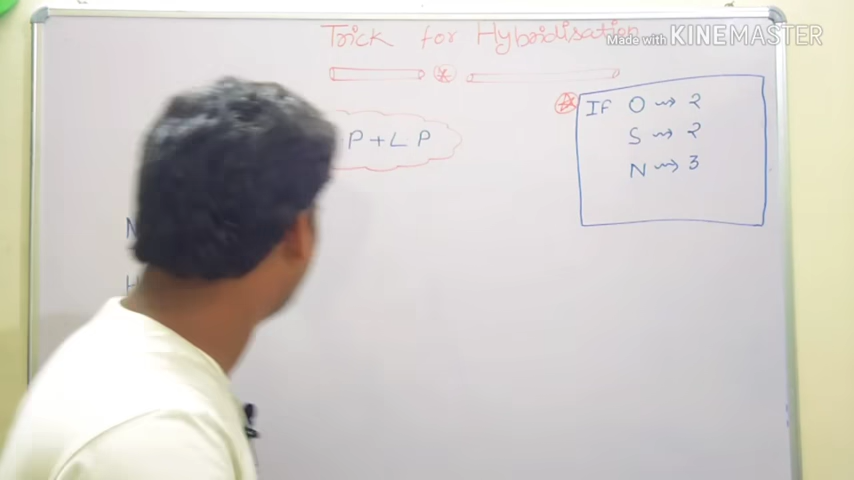 Trick for Hybridisation
Made with KINEMASTER
P + L P
If O ⇝ 2
S ⇝ 2
N ⇝ 3